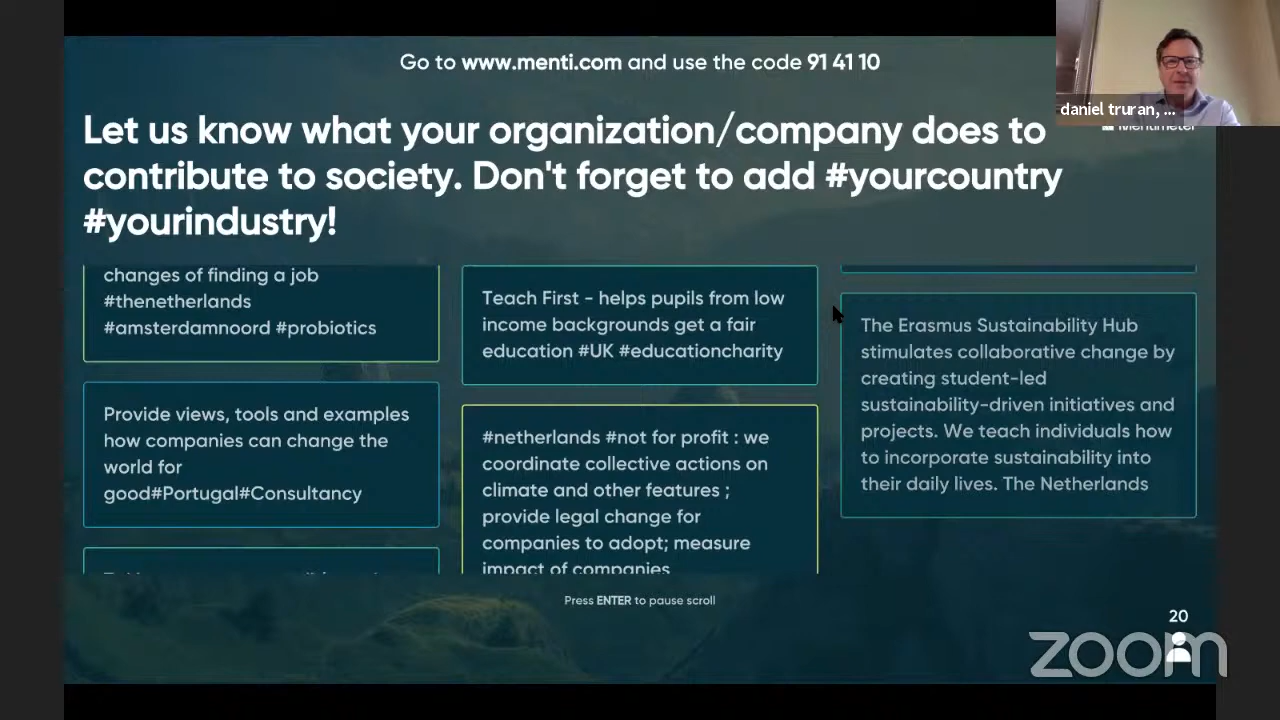 Go to www.menti.com and use the code 91 41 10
daniel truran, ...
Mentimeter
Let us know what your organization/company does to
contribute to society. Don't forget to add #yourcountry
#yourindustry!
changes of finding a job
#thenetherlands
#amsterdamnoord #probiotics
Provide views, tools and examples
how companies can change the
world for
good#Portugal#Consultancy
Teach First - helps pupils from low
income backgrounds get a fair
education #UK #educationcharity
#netherlands #not for profit : we
coordinate collective actions on
climate and other features ;
provide legal change for
companies to adopt; measure
impact of companies
The Erasmus Sustainability Hub
stimulates collaborative change by
creating student-led
sustainability-driven initiatives and
projects. We teach individuals how
to incorporate sustainability into
their daily lives. The Netherlands
Press ENTER to pause scroll
20
zoom